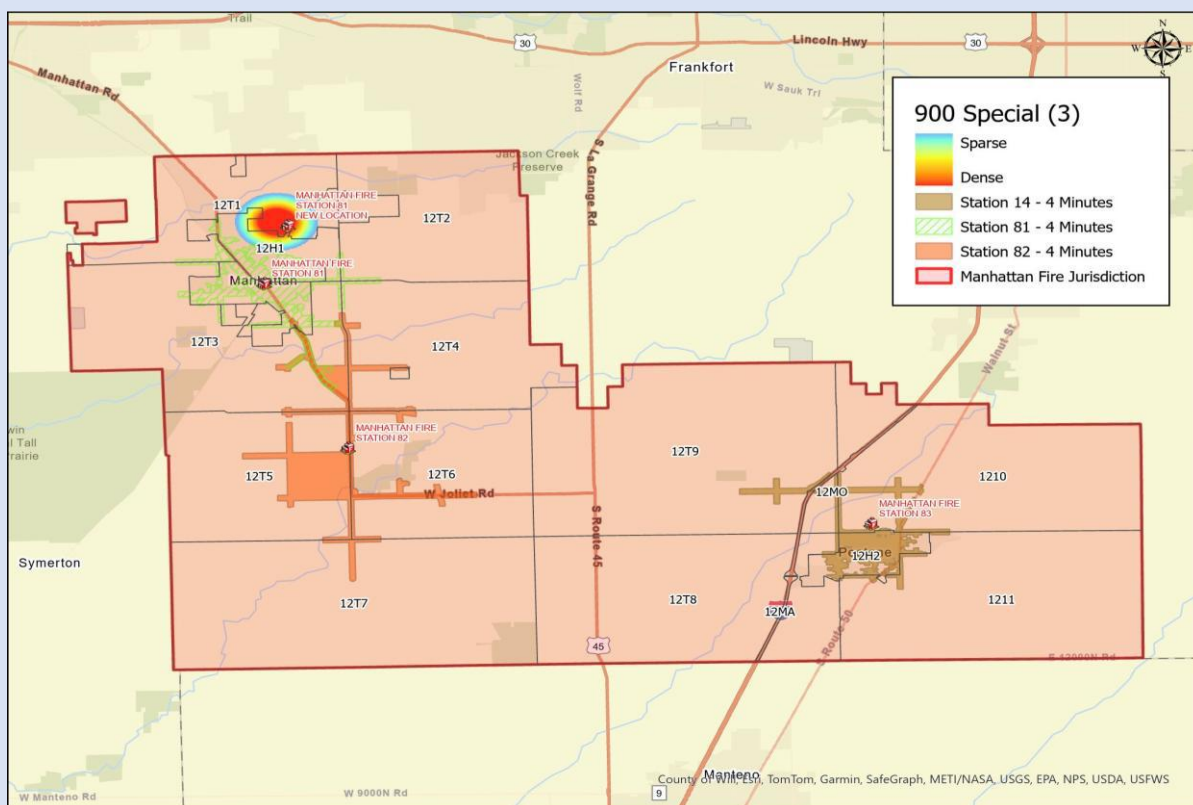 Trail
30
Lincoln Hwy
30
N
W
E
S
Manhattan Rd
Frankfort
Wolf Rd
W Sauk Trl
900 Special (3)
Sparse
Dense
Station 14 - 4 Minutes
Station 81 - 4 Minutes
Station 82 - 4 Minutes
Manhattan Fire Jurisdiction
S La Grange Rd
Jackson Creek
Preserve
12T1
MANHATTAN FIRE
STATION 81
NEW LOCATION
12T2
12H1
MANHATTAN FIRE
STATION 81
Manhattan
12T3
12T4
Walnut St
MANHATTAN FIRE
STATION 82
12T5
12T6
W Joliet Rd
12T9
12MO
1210
MANHATTAN FIRE
STATION 83
S Route 45
12H2
Symerton
12T7
12T8
12MA
1211
S Route 50
45
S 12000N Rd
Manteno
County of Will, Esri, TomTom, Garmin, SafeGraph, METI/NASA, USGS, EPA, NPS, USDA, USFWS
W Manteno Rd
W 9000N Rd
9